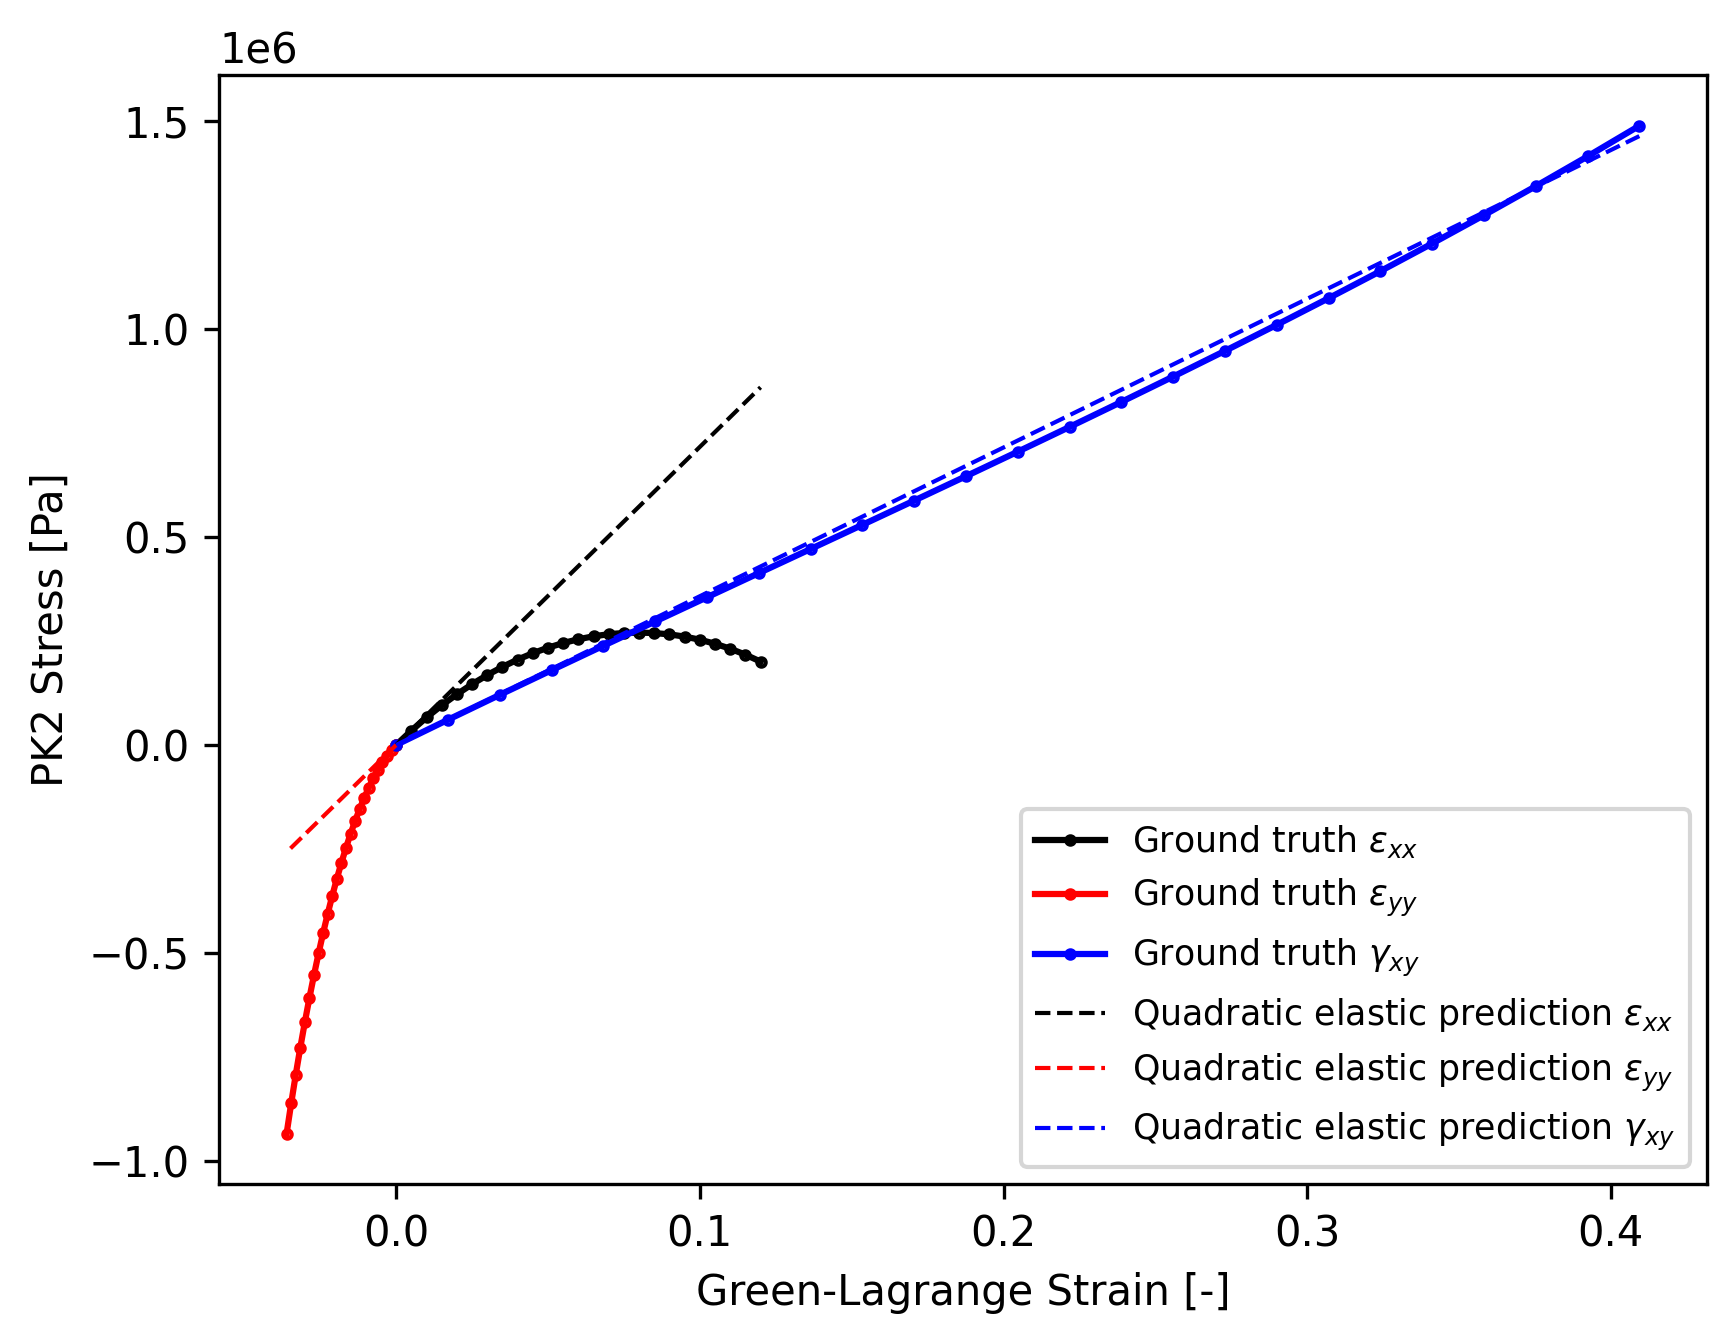 1e6
1.5
1.0
0.5
0.0
−0.5
−1.0
PK2 Stress [Pa]
0.0 0.1 0.2 0.3 0.4
Green-Lagrange Strain [-]
Ground truth εxx
Ground truth εyy
Ground truth γxy
Quadratic elastic prediction εxx
Quadratic elastic prediction εyy
Quadratic elastic prediction γxy